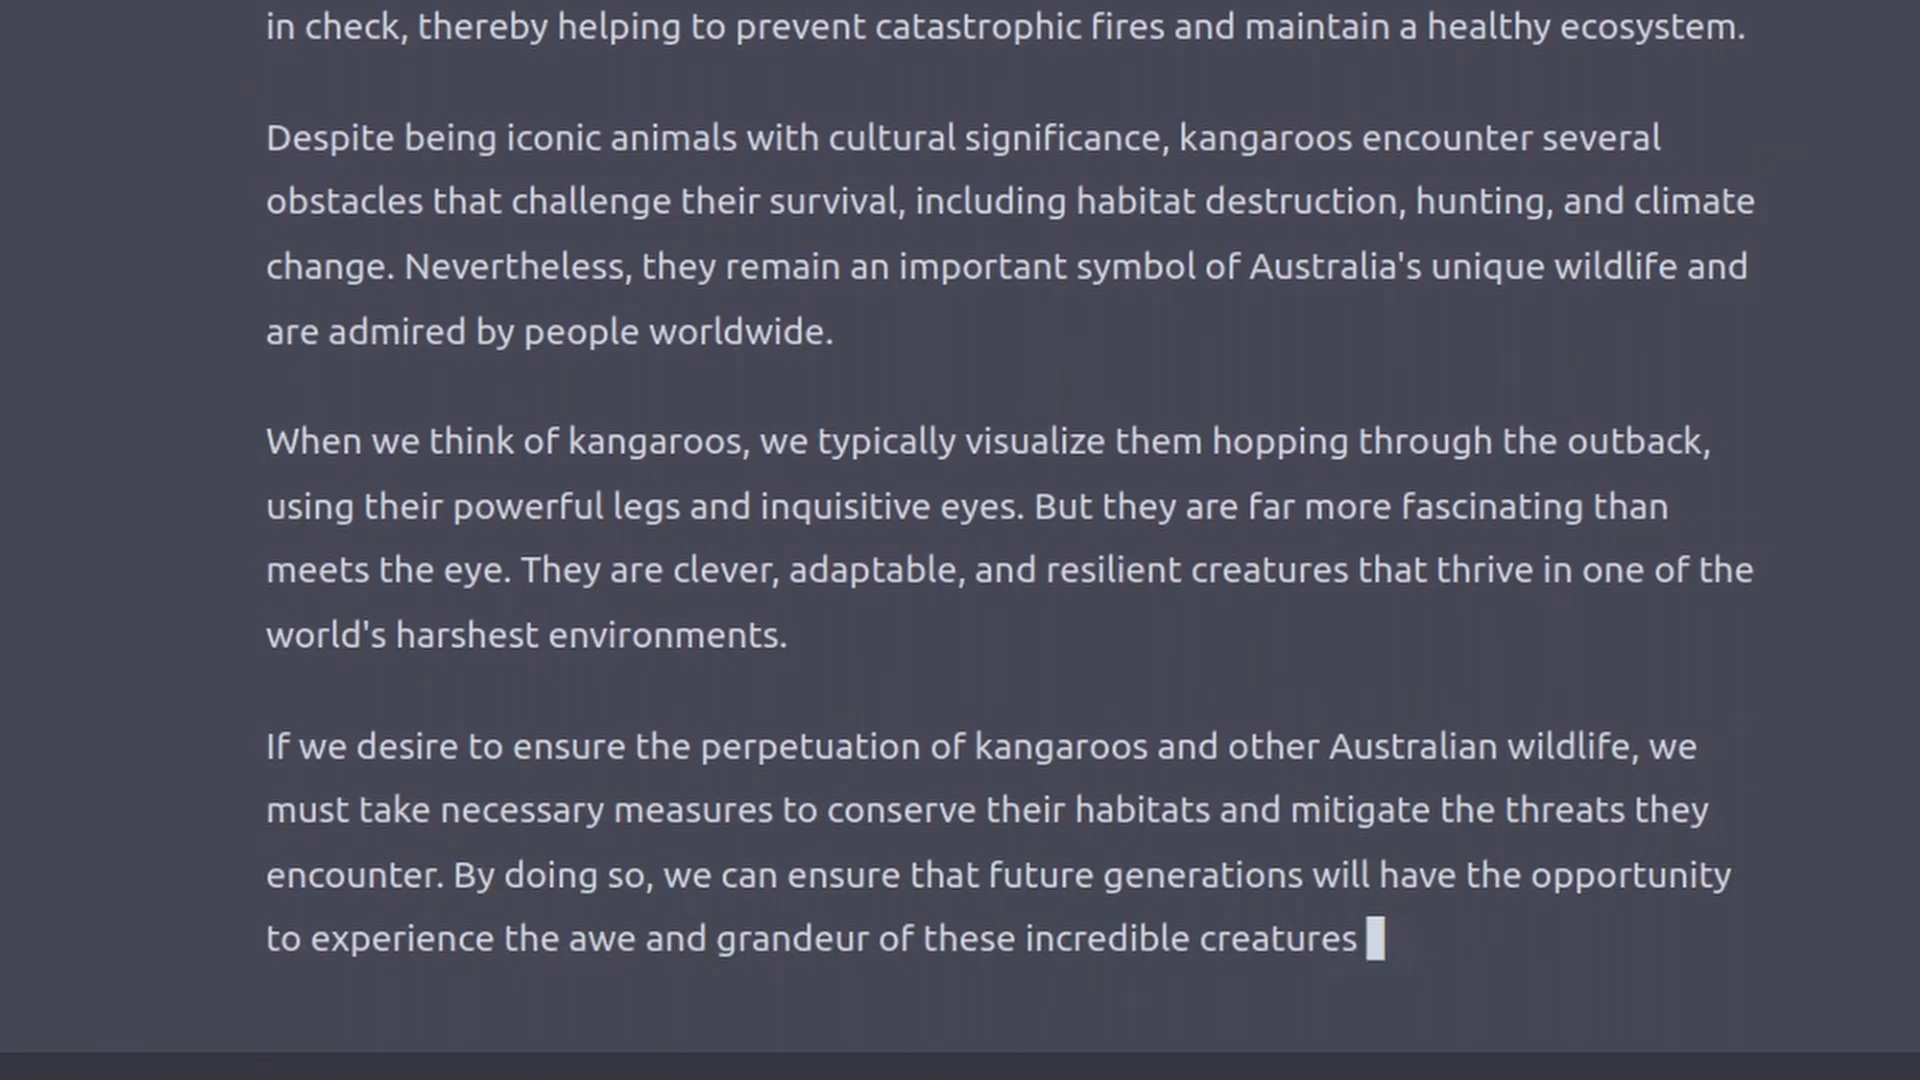 in check, thereby helping to prevent catastrophic fires and maintain a healthy ecosystem.
Despite being iconic animals with cultural significance, kangaroos encounter several
obstacles that challenge their survival, including habitat destruction, hunting, and climate
change. Nevertheless, they remain an important symbol of Australia's unique wildlife and
are admired by people worldwide.
When we think of kangaroos, we typically visualize them hopping through the outback,
using their powerful legs and inquisitive eyes. But they are far more fascinating than
meets the eye. They are clever, adaptable, and resilient creatures that thrive in one of the
world's harshest environments.
If we desire to ensure the perpetuation of kangaroos and other Australian wildlife, we
must take necessary measures to conserve their habitats and mitigate the threats they
encounter. By doing so, we can ensure that future generations will have the opportunity
to experience the awe and grandeur of these incredible creatures